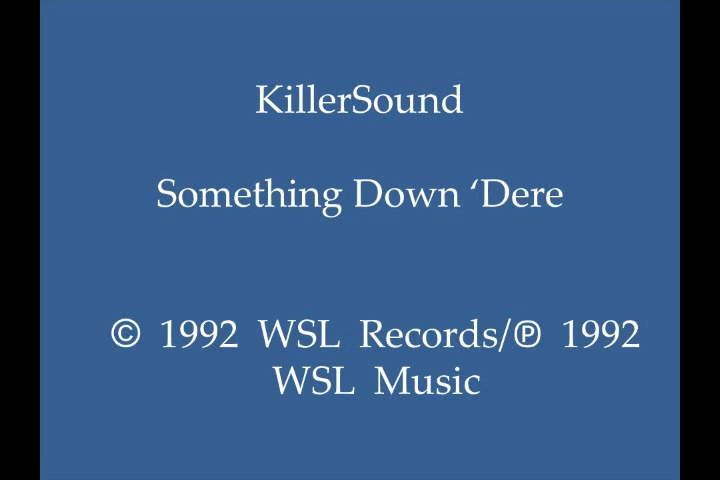 KillerSound
Something Down ‘Dere
© 1992 WSL Records/℗ 1992
WSL Music